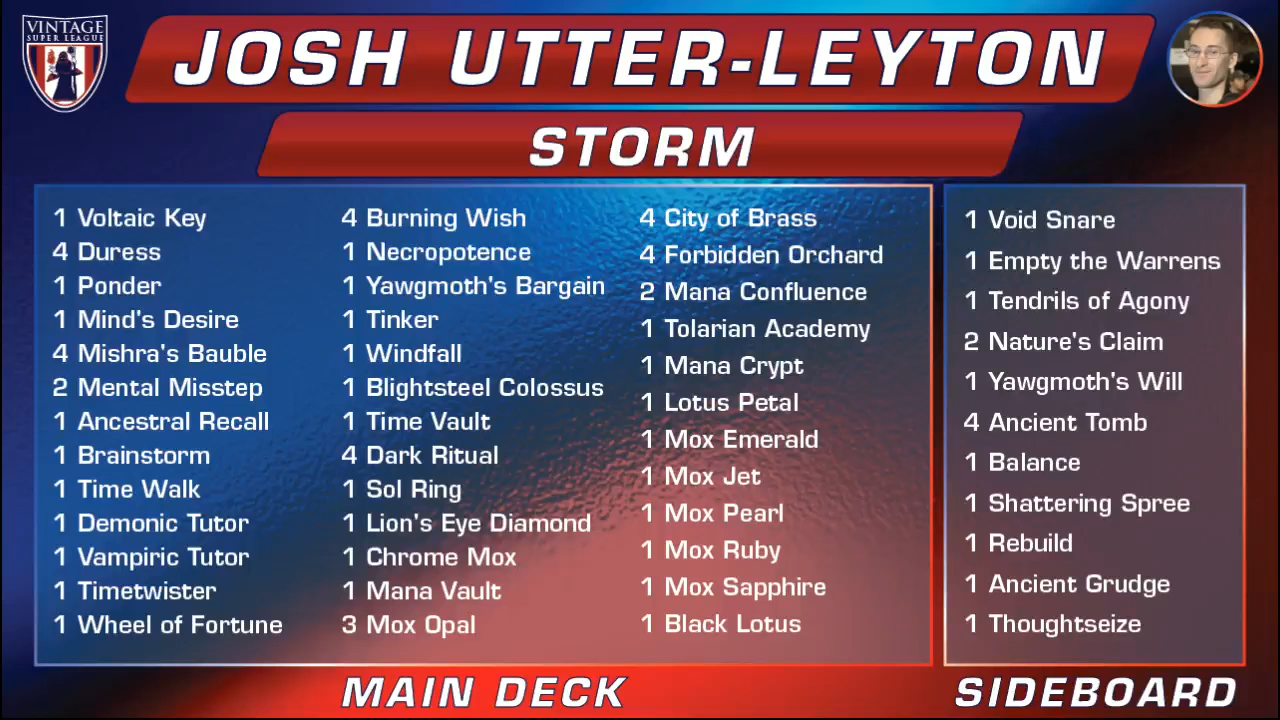 VINTAGE
SUPER LEAGUE
JOSH UTTER-LEYTON
STORM
1 Voltaic Key
4 Duress
1 Ponder
1 Mind's Desire
4 Mishra's Bauble
2 Mental Misstep
1 Ancestral Recall
1 Brainstorm
1 Time Walk
1 Demonic Tutor
1 Vampiric Tutor
1 Timetwister
1 Wheel of Fortune
4 Burning Wish
1 Necropotence
1 Yawgmoth's Bargain
1 Tinker
1 Windfall
1 Blightsteel Colossus
1 Time Vault
4 Dark Ritual
1 Sol Ring
1 Lion's Eye Diamond
1 Chrome Mox
1 Mana Vault
3 Mox Opal
4 City of Brass
4 Forbidden Orchard
2 Mana Confluence
1 Tolarian Academy
1 Mana Crypt
1 Lotus Petal
1 Mox Emerald
1 Mox Jet
1 Mox Pearl
1 Mox Ruby
1 Mox Sapphire
1 Black Lotus
MAIN DECK
1 Void Snare
1 Empty the Warrens
1 Tendrils of Agony
2 Nature's Claim
1 Yawgmoth's Will
4 Ancient Tomb
1 Balance
1 Shattering Spree
1 Rebuild
1 Ancient Grudge
1 Thoughtseize
SIDEBOARD